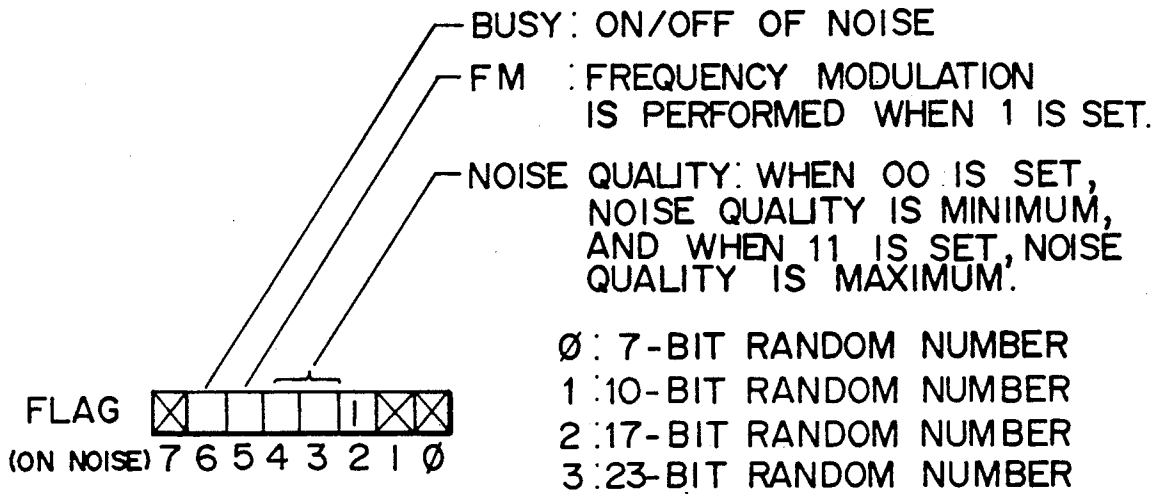 BUSY: ON/OFF OF NOISE
FM : FREQUENCY MODULATION
IS PERFORMED WHEN 1 IS SET.
NOISE QUALITY: WHEN 00 IS SET,
NOISE QUALITY IS MINIMUM,
AND WHEN 11 IS SET, NOISE
QUALITY IS MAXIMUM.
Ø: 7-BIT RANDOM NUMBER
1:10-BIT RANDOM NUMBER
2:17-BIT RANDOM NUMBER
3:23-BIT RANDOM NUMBER
FLAG 1
(ON NOISE) 7 6 5 4 3 2 1 Ø